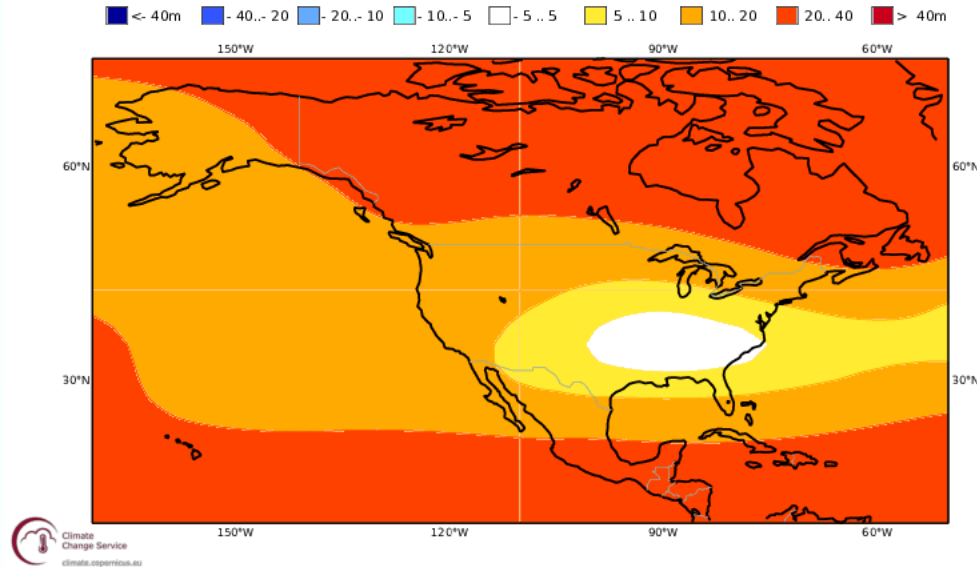 <- 40m - 40..- 20 - 20..- 10 - 10..- 5 - 5 .. 5 5 .. 10 10.. 20 20.. 40 > 40m
150°W 120°W 90°W 60°W
60°N 60°N
30°N 30°N
150°W 120°W 90°W 60°W
Climate
Change Service
climate.copernicus.eu